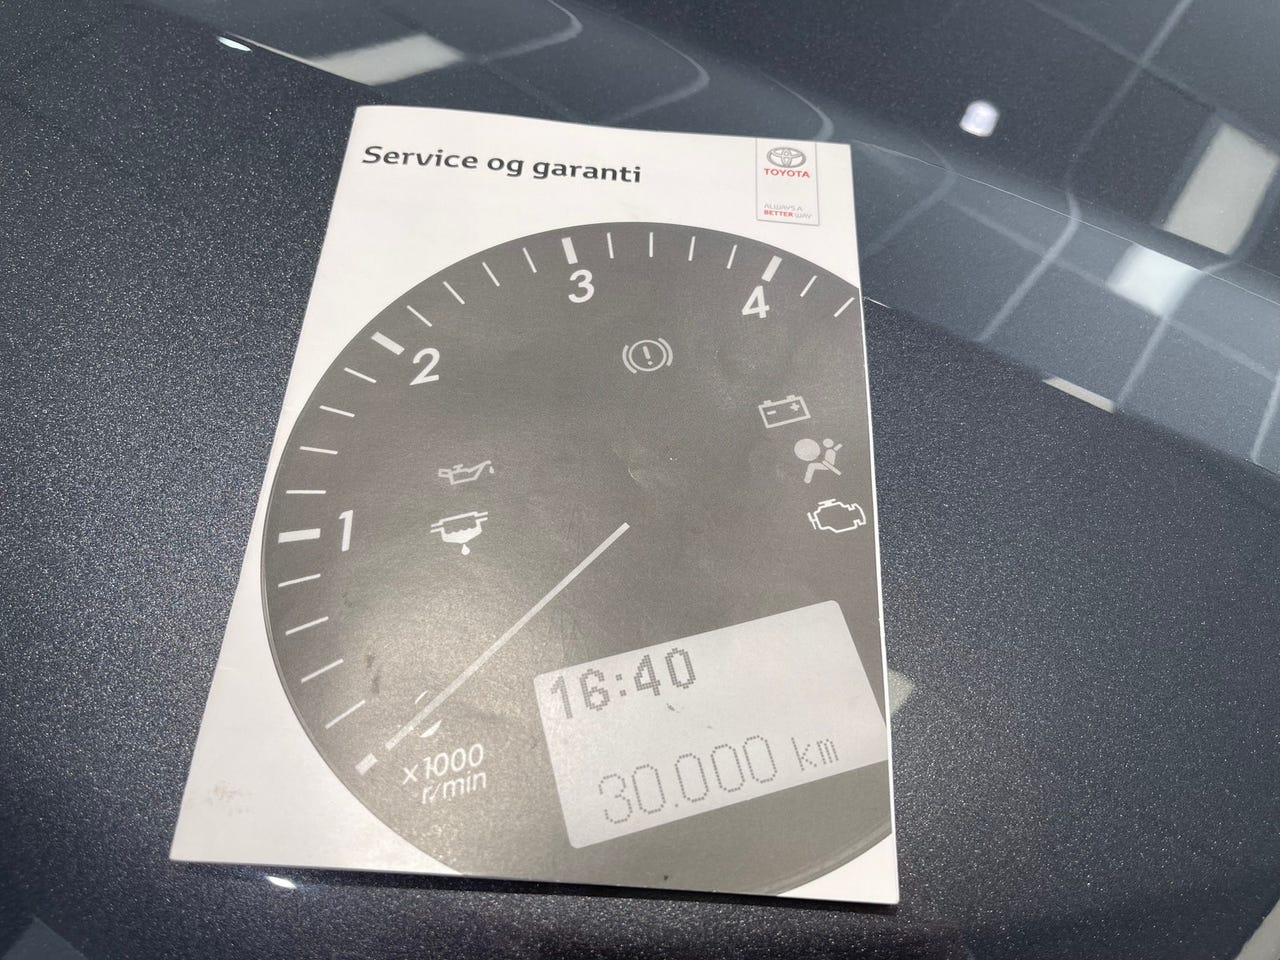 Service og garanti
TOYOTA
ALWAYS A
BETTER WAY
3
4
2
1
16:40
30.000 km
x1000
r/min